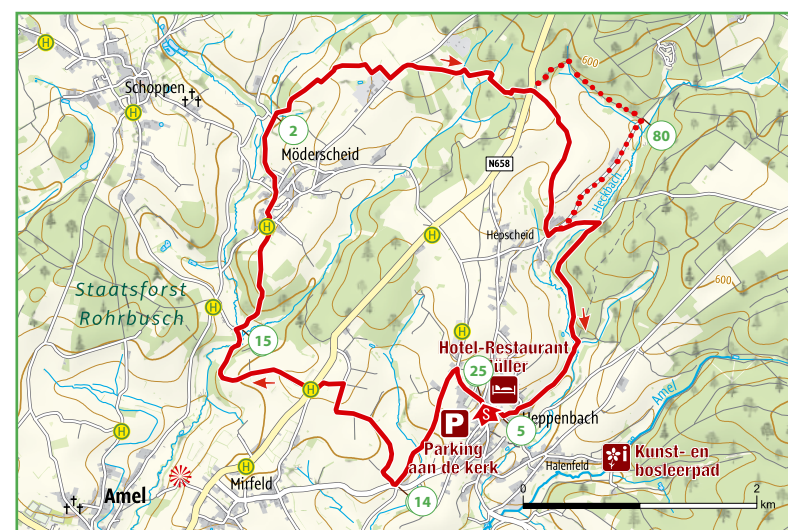 H
600
Schoppen
H
2
80
Möderscheid
N658
Heckbach
H
H
Hepscheid
600
Staatsforst
Rohrbusch
H
15
H
Hotel-Restaurant
üller
25
H
Amel
P
S
Heppenbach
5
H
Parking
aan de kerk
Kunst- en
bosleerpad
i
Halenfeld
H
Mirfeld
Amel
14
0
2
km